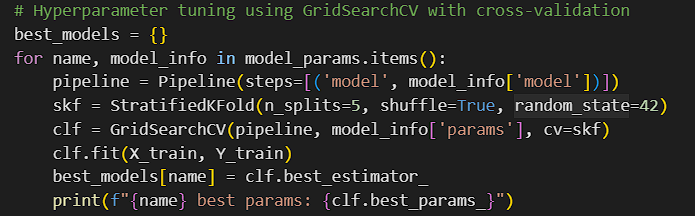 # Hyperparameter tuning using GridSearchCV with cross-validation
best_models = {}
for name, model_info in model_params.items():
    pipeline = Pipeline(steps=[('model', model_info['model'])])
    skf = StratifiedKFold(n_splits=5, shuffle=True, random_state=42)
    clf = GridSearchCV(pipeline, model_info['params'], cv=skf)
    clf.fit(X_train, Y_train)
    best_models[name] = clf.best_estimator_
    print(f"{name} best params: {clf.best_params_}")